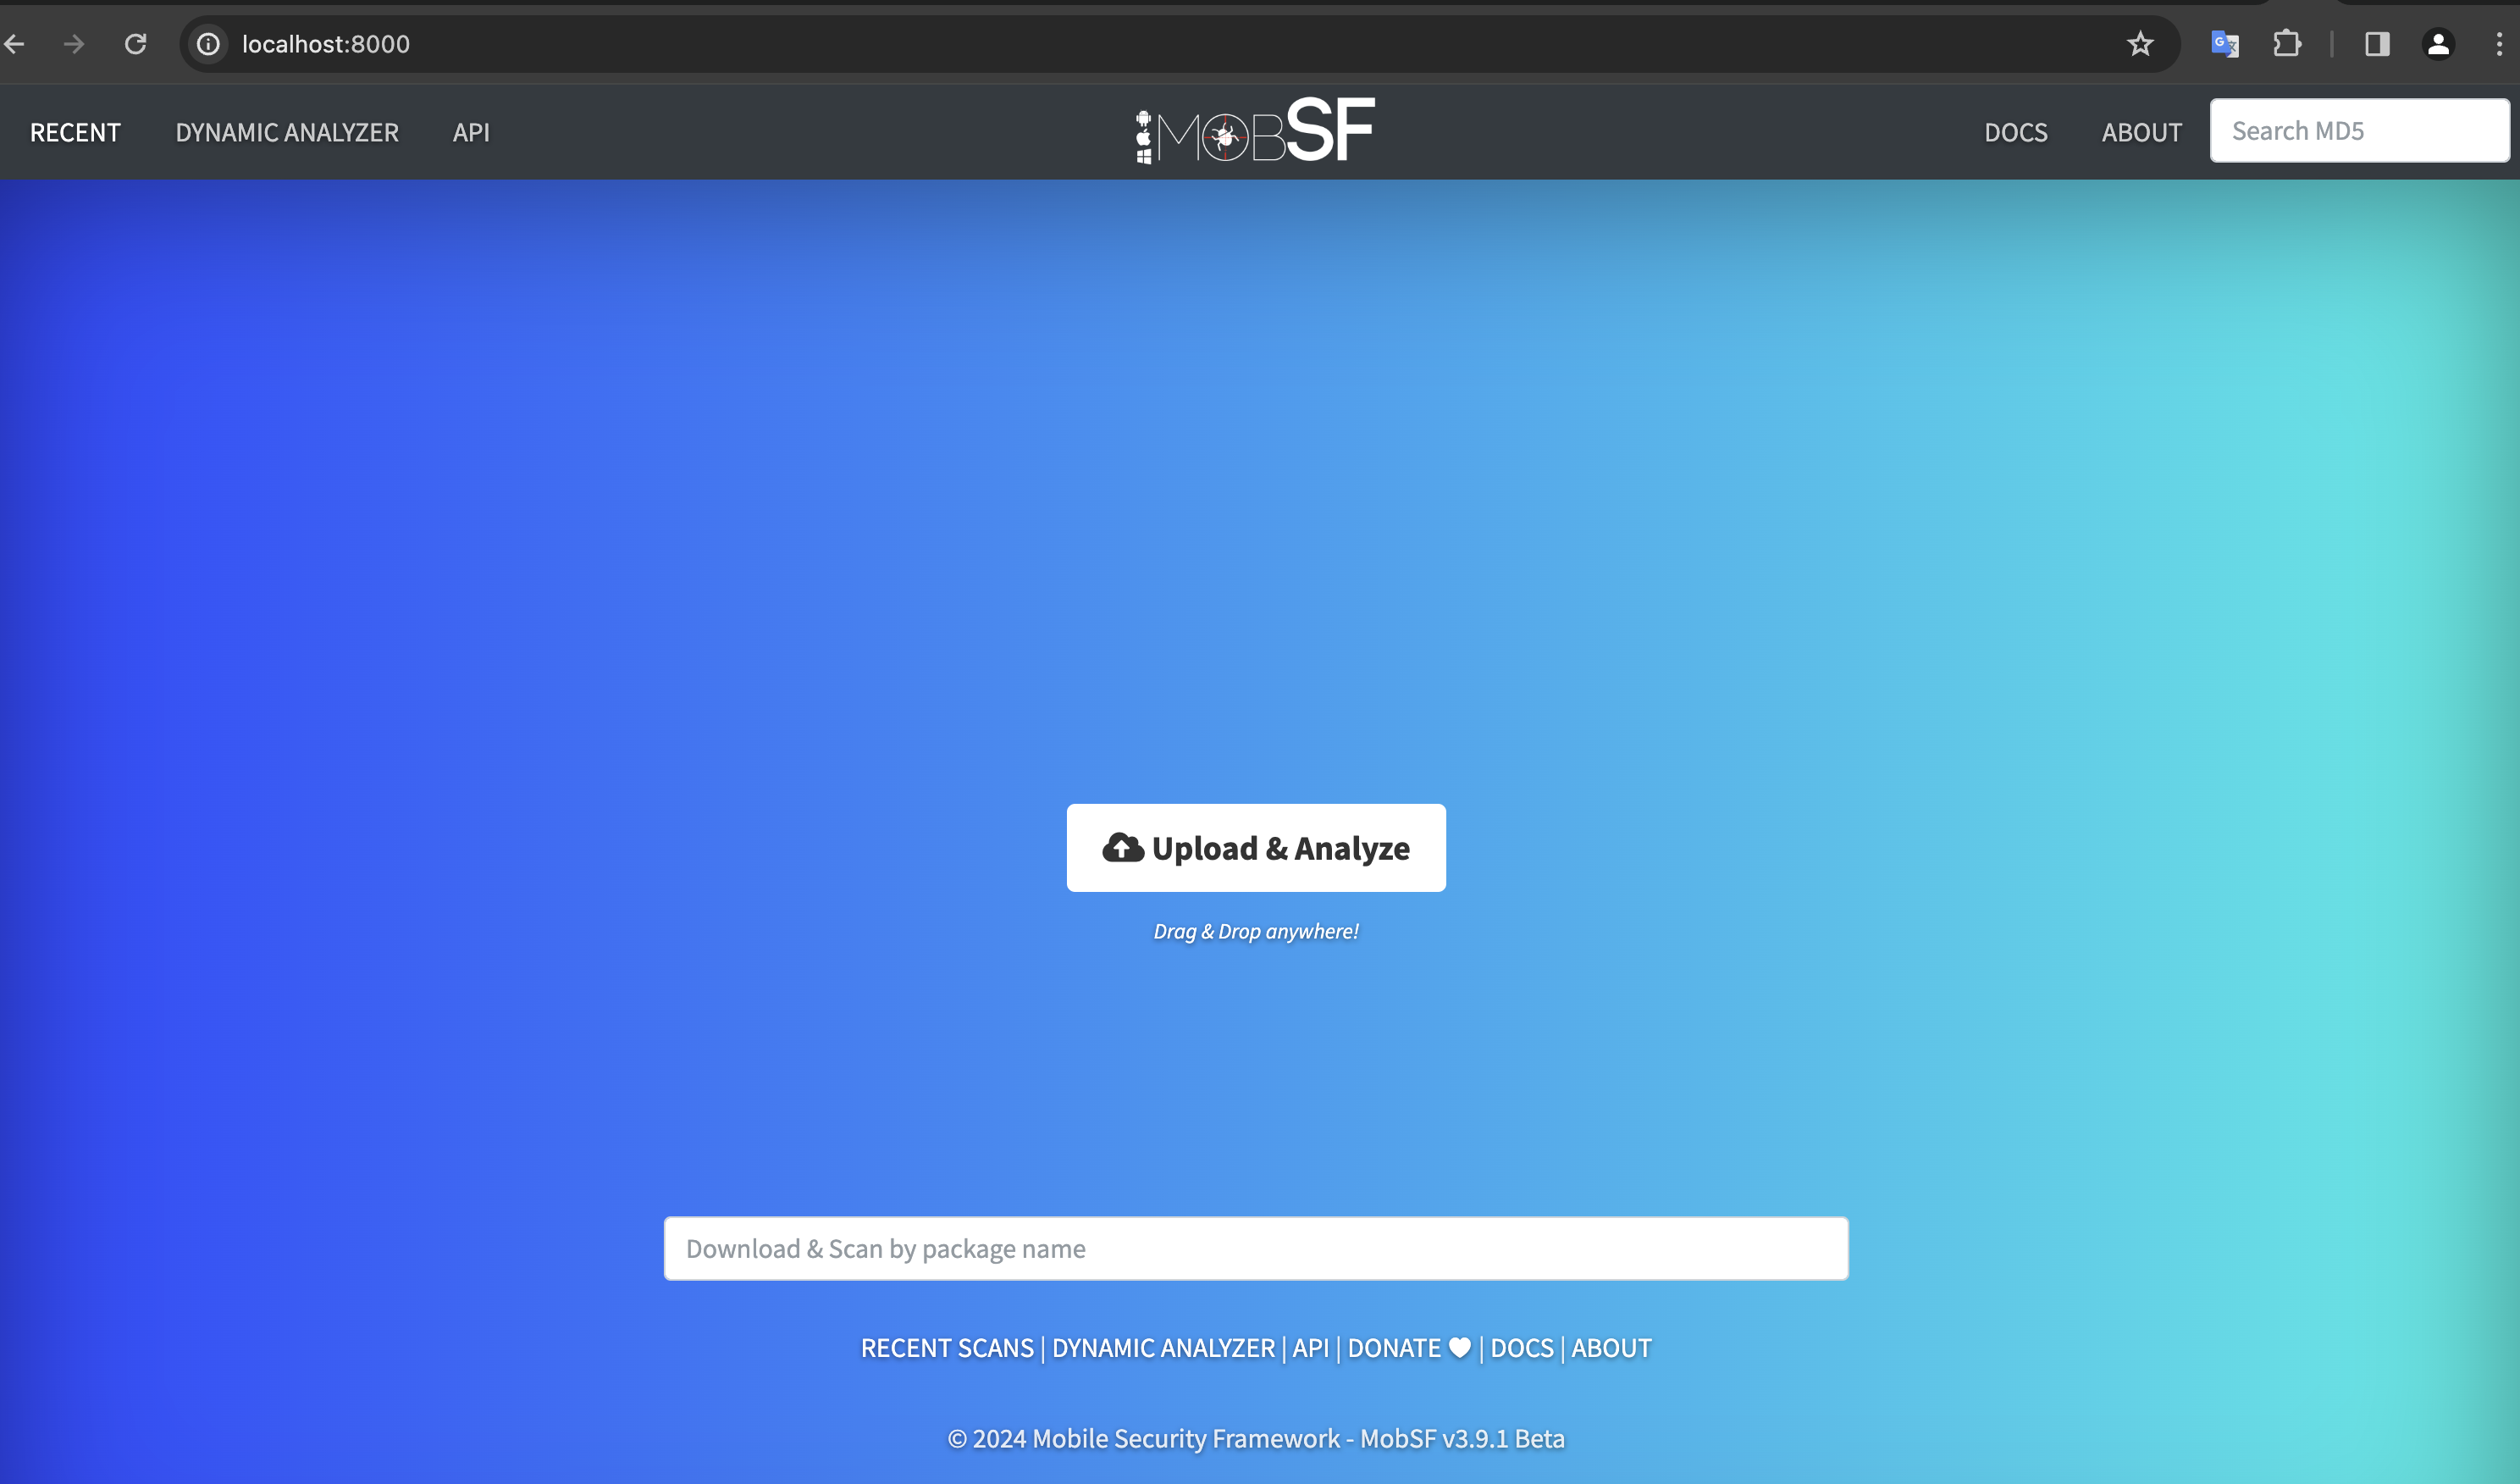 localhost:8000
RECENT DYNAMIC ANALYZER API MOBSF DOCS ABOUT Search MD5
Upload & Analyze
Drag & Drop anywhere!
Download & Scan by package name
RECENT SCANS | DYNAMIC ANALYZER | API | DONATE ♥ | DOCS | ABOUT
© 2024 Mobile Security Framework - MobSF v3.9.1 Beta